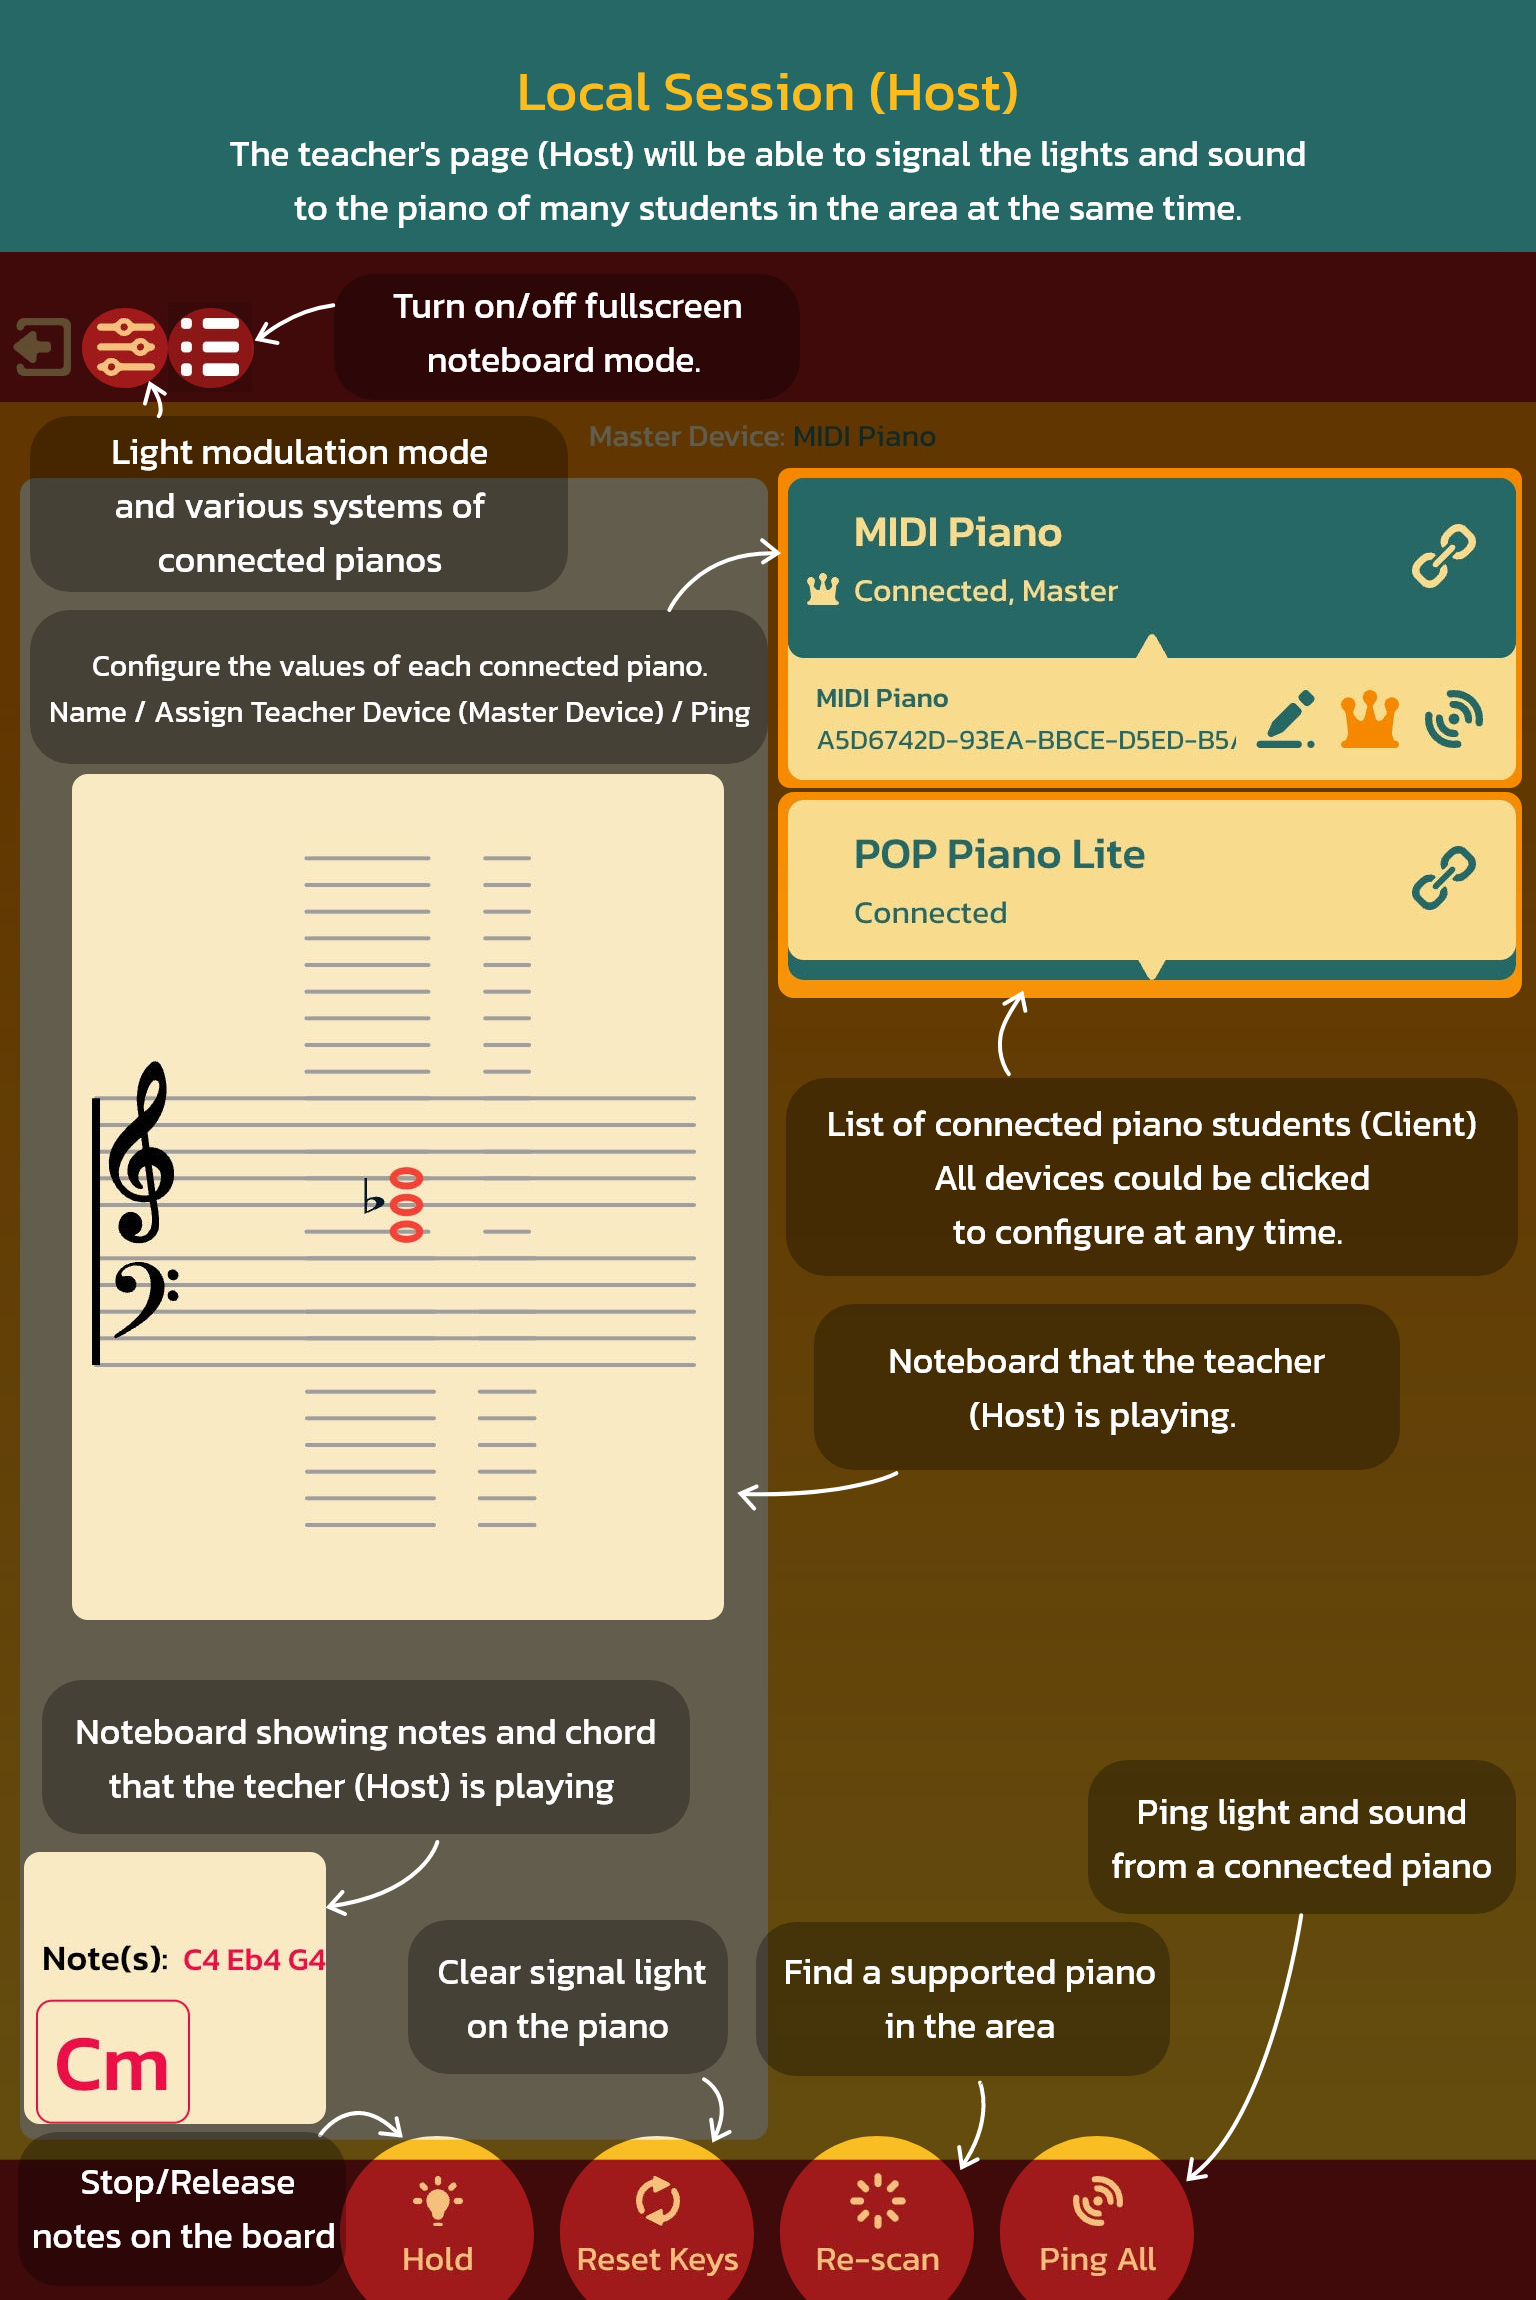 Local Session (Host)
The teacher's page (Host) will be able to signal the lights and sound
to the piano of many students in the area at the same time.
Turn on/off fullscreen
noteboard mode.
Light modulation mode
and various systems of
connected pianos
Master Device: MIDI Piano
MIDI Piano
Connected, Master
Configure the values of each connected piano.
Name / Assign Teacher Device (Master Device) / Ping
MIDI Piano
A5D6742D-93EA-BBCE-D5ED-B5
POP Piano Lite
Connected
List of connected piano students (Client)
All devices could be clicked
to configure at any time.
Noteboard that the teacher
(Host) is playing.
Noteboard showing notes and chord
that the techer (Host) is playing
Ping light and sound
from a connected piano
Note(s): C4 Eb4 G4
Cm
Clear signal light
on the piano
Find a supported piano
in the area
Stop/Release
notes on the board
Hold
Reset Keys
Re-scan
Ping All